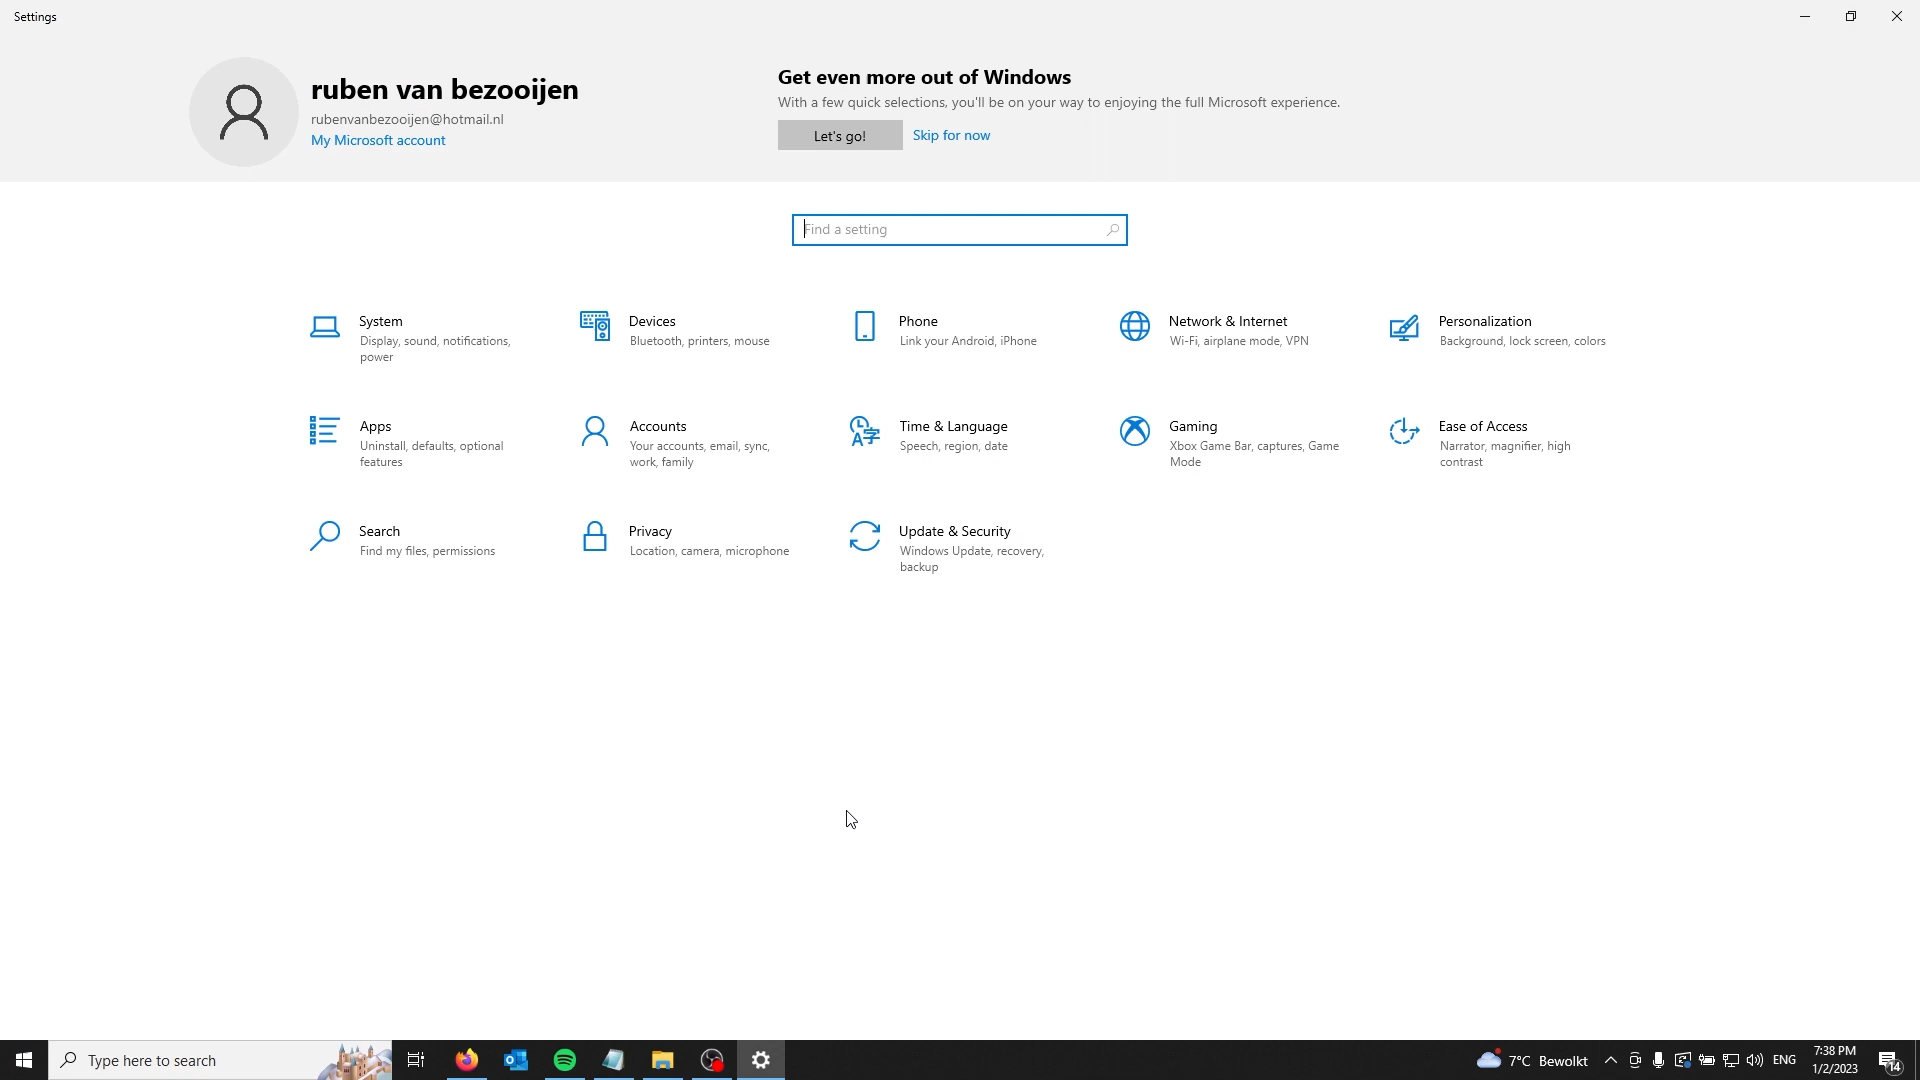 Settings
ruben van bezooijen
rubenvanbezooijen@hotmail.nl
My Microsoft account
Get even more out of Windows
With a few quick selections, you'll be on your way to enjoying the full Microsoft experience.
Let's go!
Skip for now
Find a setting
System
Display, sound, notifications,
power
Devices
Bluetooth, printers, mouse
Phone
Link your Android, iPhone
Network & Internet
Wi-Fi, airplane mode, VPN
Personalization
Background, lock screen, colors
Apps
Uninstall, defaults, optional
features
Accounts
Your accounts, email, sync,
work, family
Time & Language
Speech, region, date
Gaming
Xbox Game Bar, captures, Game
Mode
Ease of Access
Narrator, magnifier, high
contrast
Search
Find my files, permissions
Privacy
Location, camera, microphone
Update & Security
Windows Update, recovery,
backup
Type here to search
7°C Bewolkt
ENG
7:38 PM
1/2/2023
14